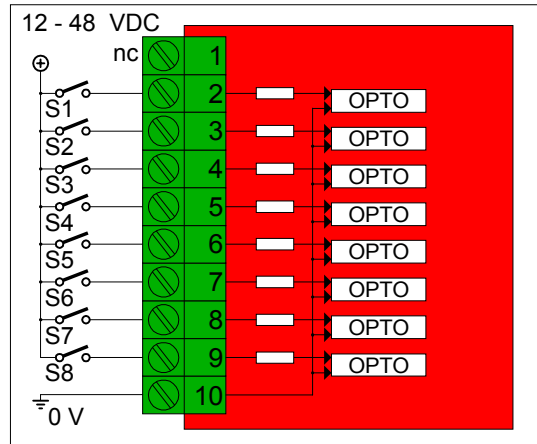 12 - 48 VDC
nc 1
S1 2 OPTO
S2 3 OPTO
S3 4 OPTO
S4 5 OPTO
S5 6 OPTO
S6 7 OPTO
S7 8 OPTO
S8 9 OPTO
0 V 10